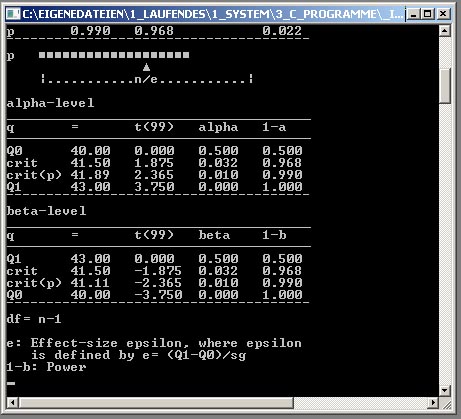 C:\EIGENEDATEIEN\1_LAUFENDES\1_SYSTEM\3_C_PROGRAMME\_I...
p 0.990 0.968 0.022
p
|...........n/e...........|
alpha-level
q = t(99) alpha 1-a
Q0 40.00 0.000 0.500 0.500
crit 41.50 1.875 0.032 0.968
crit(p) 41.89 2.365 0.010 0.990
Q1 43.00 3.750 0.000 1.000
beta-level
q = t(99) beta 1-b
Q1 43.00 0.000 0.500 0.500
crit 41.50 -1.875 0.032 0.968
crit(p) 41.11 -2.365 0.010 0.990
Q0 40.00 -3.750 0.000 1.000
df= n-1
e: Effect-size epsilon, where epsilon
is defined by e= (Q1-Q0)/sg
1-b: Power